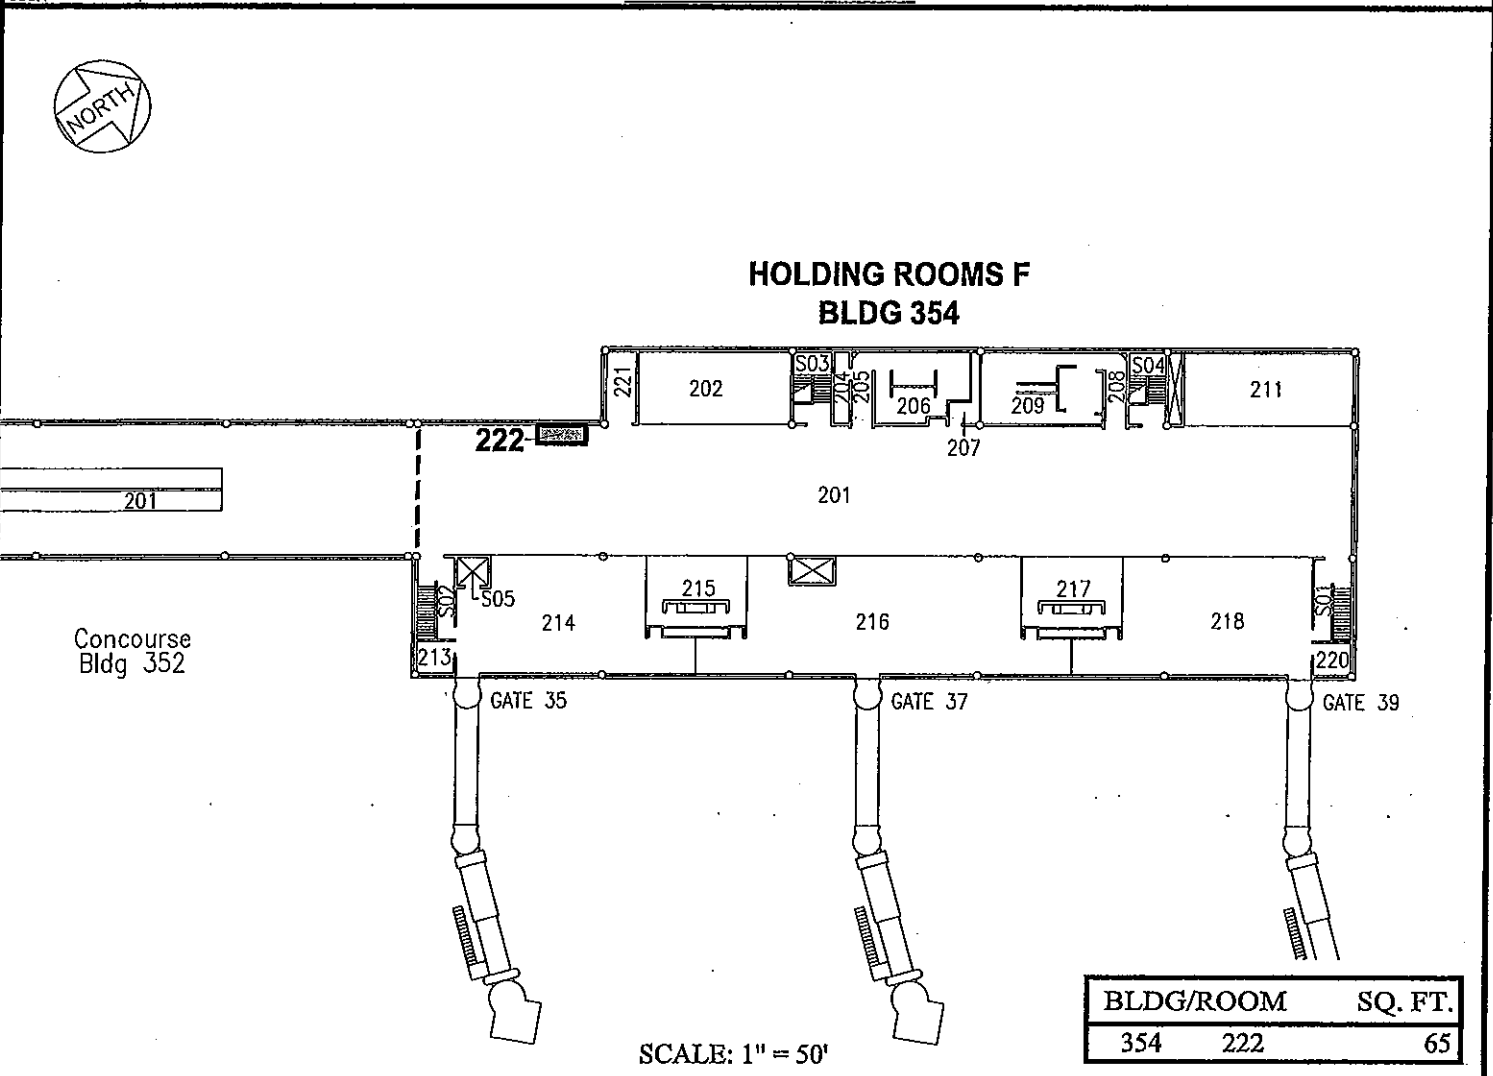 NORTH
HOLDING ROOMS F
BLDG 354
221
202
S03
204
205
206
207
209
208
S04
211
222
201
201
S02
S05
213
214
215
216
217
218
S01
220
Concourse
Bldg 352
GATE 35
GATE 37
GATE 39
BLDG/ROOM SQ. FT.
354 222 65
SCALE: 1" = 50'